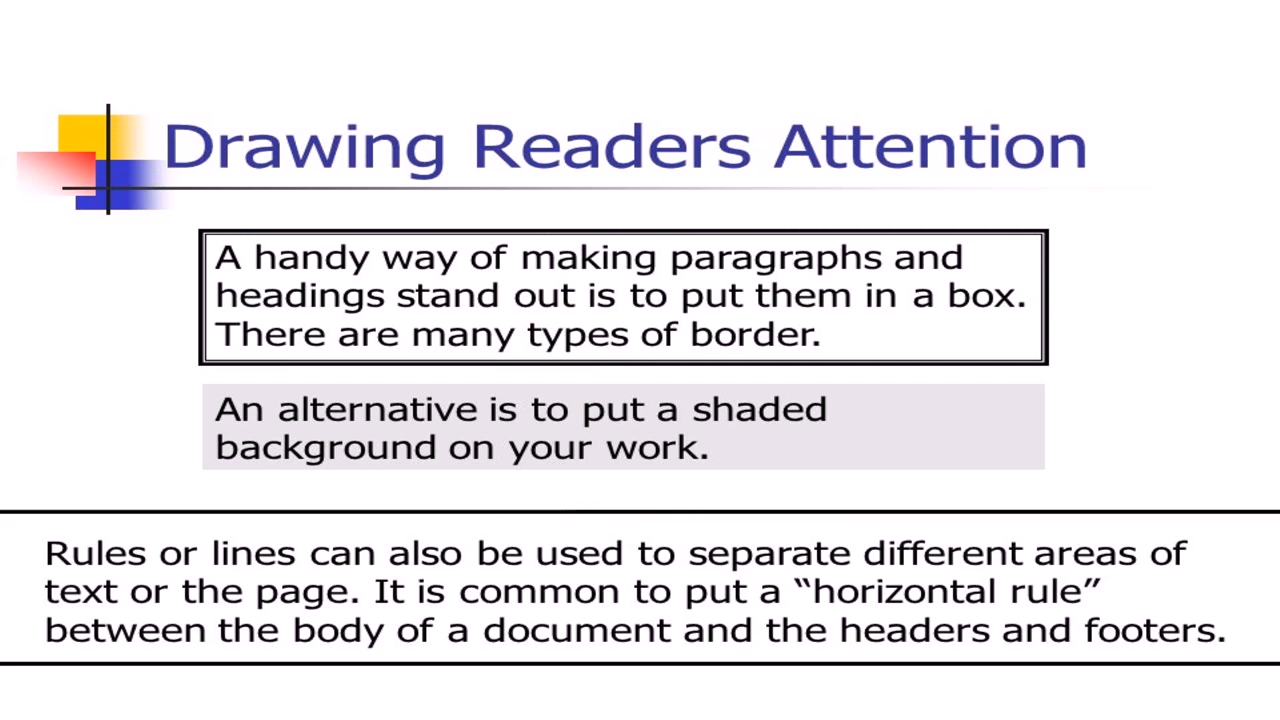 Drawing Readers Attention
A handy way of making paragraphs and
headings stand out is to put them in a box.
There are many types of border.
An alternative is to put a shaded
background on your work.
Rules or lines can also be used to separate different areas of
text or the page. It is common to put a “horizontal rule”
between the body of a document and the headers and footers.